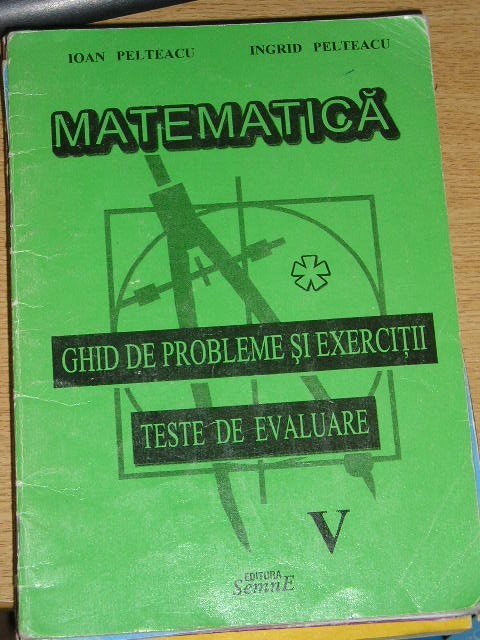 IOAN PELTEACU INGRID PELTEACU
MATEMATICĂ
GHID DE PROBLEME ŞI EXERCIŢII
TESTE DE EVALUARE
V
EDITURA
SemnE